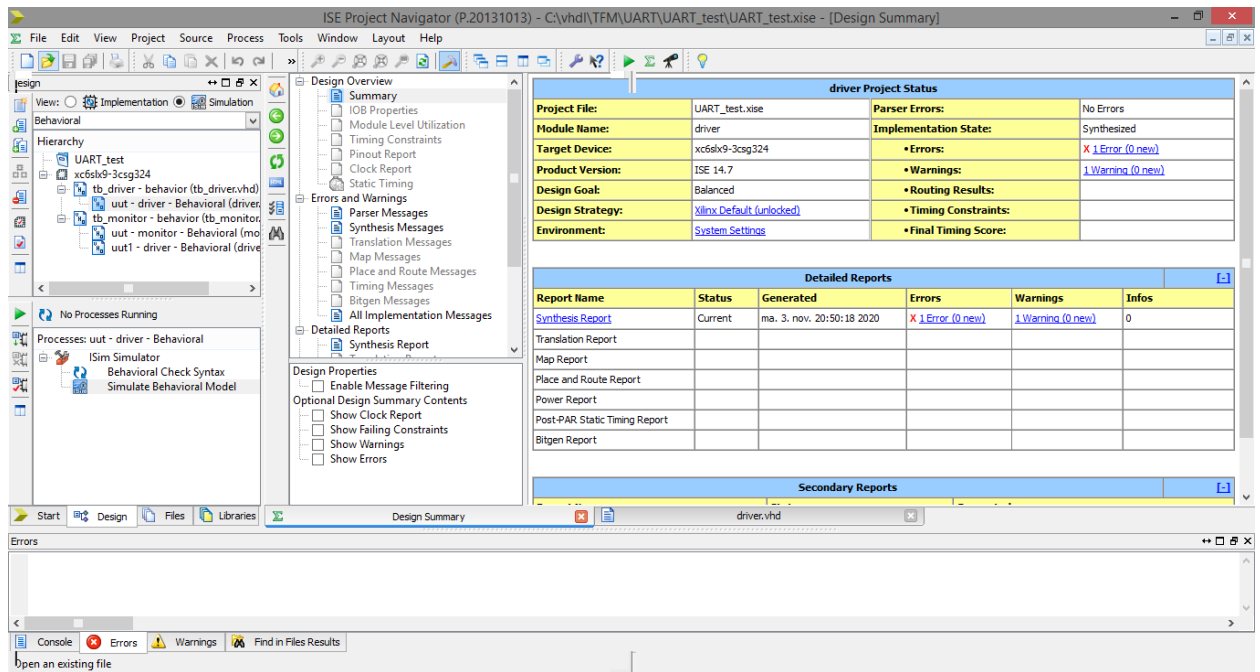 ISE Project Navigator (P.20131013) - C:\vhdl\TFM\UART\UART_test\UART_test.xise - [Design Summary]
File Edit View Project Source Process Tools Window Layout Help
View: Implementation Simulation
Behavioral
Hierarchy
UART_test
xc6slx9-3csg324
tb_driver - behavior (tb_driver.vhd)
uut - driver - Behavioral (driver.
tb_monitor - behavior (tb_monitor.
uut - monitor - Behavioral (mo
uut1 - driver - Behavioral (drive
No Processes Running
Processes: uut - driver - Behavioral
ISim Simulator
Behavioral Check Syntax
Simulate Behavioral Model
Start Design Files Libraries
Design Overview
Summary
IOB Properties
Module Level Utilization
Timing Constraints
Pinout Report
Clock Report
Static Timing
Errors and Warnings
Parser Messages
Synthesis Messages
Translation Messages
Map Messages
Place and Route Messages
Timing Messages
Bitgen Messages
All Implementation Messages
Detailed Reports
Synthesis Report
Design Properties
Enable Message Filtering
Optional Design Summary Contents
Show Clock Report
Show Failing Constraints
Show Warnings
Show Errors
driver Project Status
Project File: UART_test.xise Parser Errors: No Errors
Module Name: driver Implementation State: Synthesized
Target Device: xc6slx9-3csg324 •Errors: X 1 Error (0 new)
Product Version: ISE 14.7 •Warnings: 1 Warning (0 new)
Design Goal: Balanced •Routing Results:
Design Strategy: Xilinx Default (unlocked) •Timing Constraints:
Environment: System Settings •Final Timing Score:
Detailed Reports [-]
Report Name Status Generated Errors Warnings Infos
Synthesis Report Current ma. 3. nov. 20:50:18 2020 X 1 Error (0 new) 1 Warning (0 new) 0
Translation Report
Map Report
Place and Route Report
Power Report
Post-PAR Static Timing Report
Bitgen Report
Secondary Reports [-]
Design Summary driver.vhd
Errors
Console Errors Warnings Find in Files Results
Open an existing file